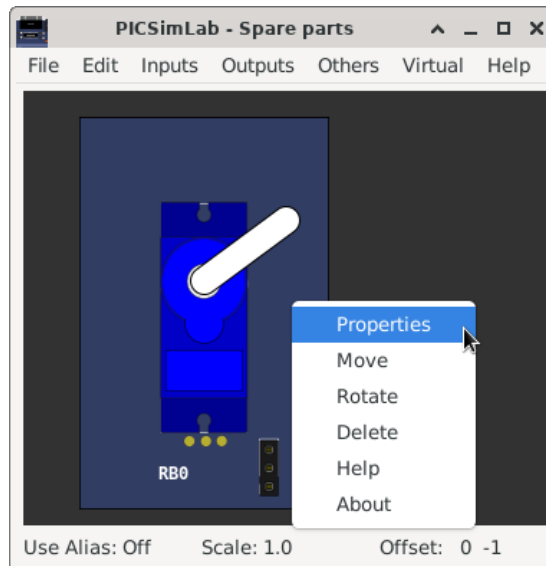 PICSimLab - Spare parts
File Edit Inputs Outputs Others Virtual Help
Properties
Move
Rotate
Delete
Help
About
RB0
Use Alias: Off Scale: 1.0 Offset: 0 -1